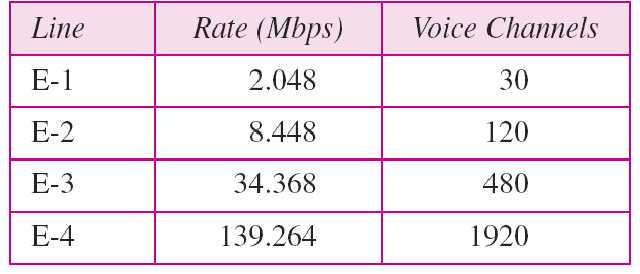 Line Rate (Mbps) Voice Channels
E-1 2.048 30
E-2 8.448 120
E-3 34.368 480
E-4 139.264 1920